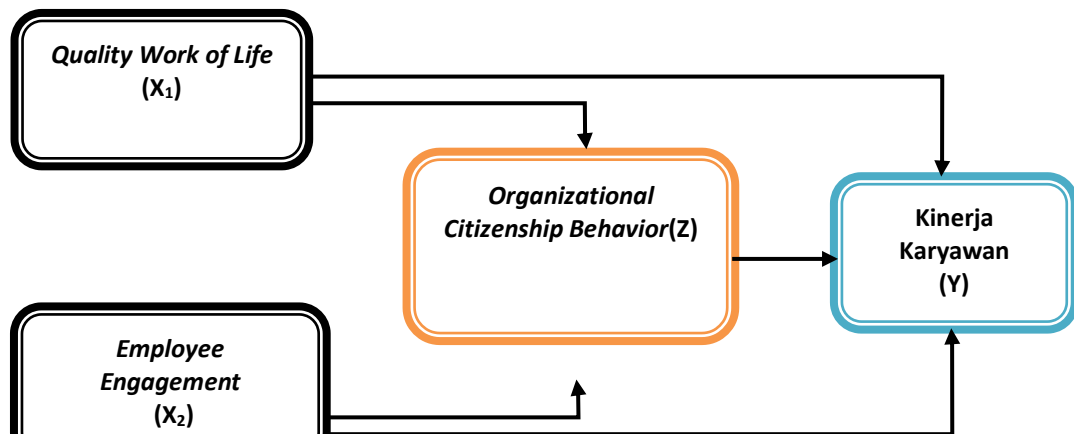 Quality Work of Life
(X₁)
Organizational
Citizenship Behavior(Z)
Kinerja
Karyawan
(Y)
Employee
Engagement
(X₂)